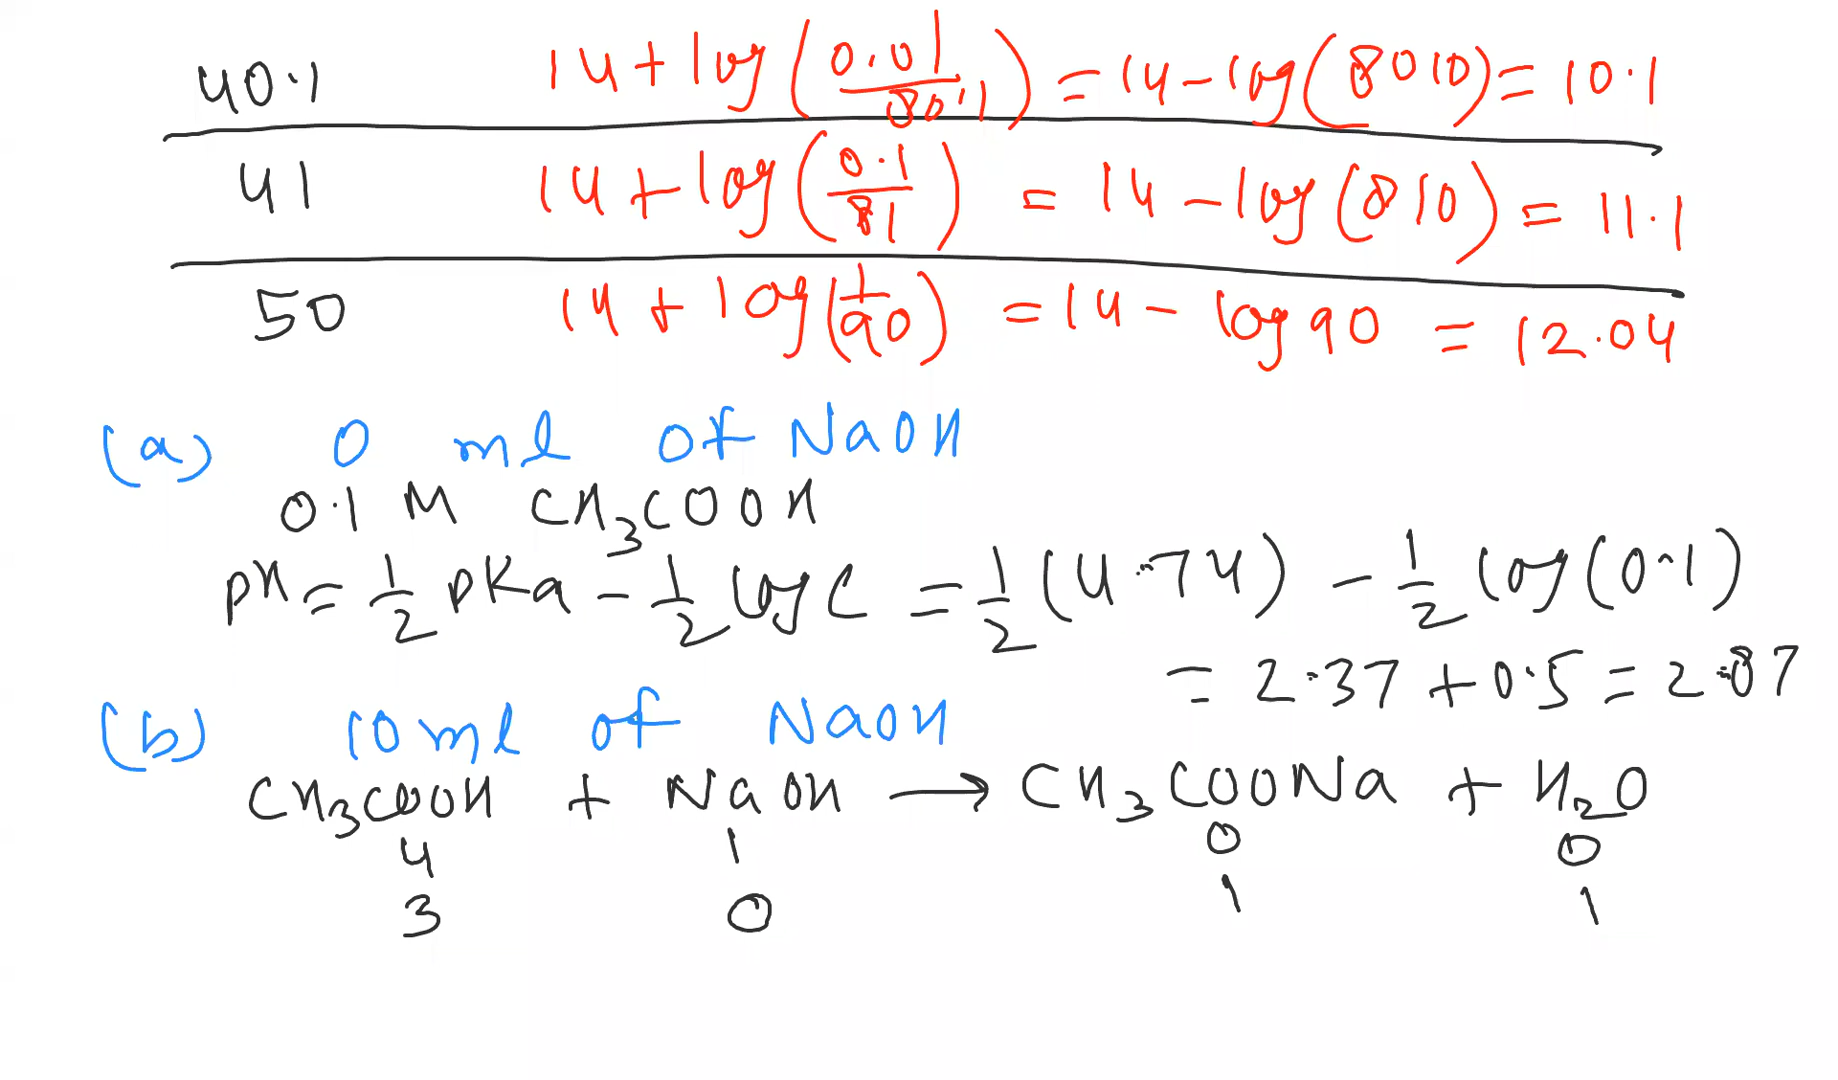 40.1 14 + log (0.01/80.1) = 14 - log (8010) = 10.1
41 14 + log (0.1/81) = 14 - log (810) = 11.1
50 14 + log (1/90) = 14 - log 90 = 12.04
(a) 0 ml of NaOH
0.1 M CH₃COOH
pH = 1/2 pKa - 1/2 log C = 1/2 (4.74) - 1/2 log (0.1)
= 2.37 + 0.5 = 2.87
(b) 10 ml of NaOH
CH₃COOH + NaOH → CH₃COONa + H₂O
4 1 0 0
3 0 1 1